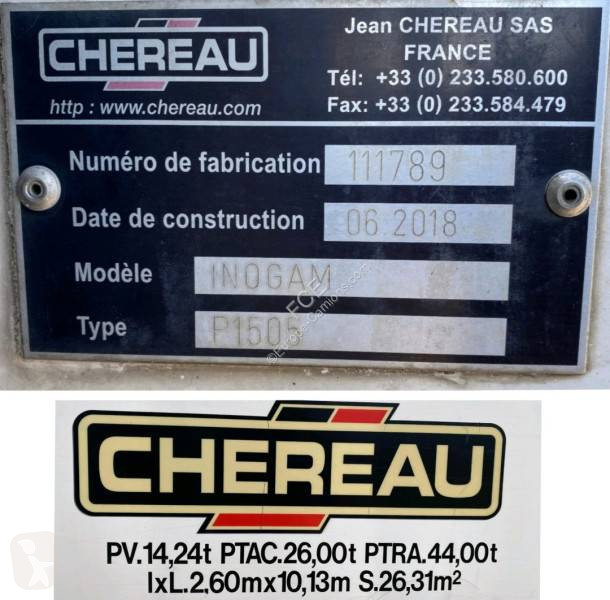 CHEREAU
http : www.chereau.com
Jean CHEREAU SAS
FRANCE
Tél: +33 (0) 233.580.600
Fax: +33 (0) 233.584.479
Numéro de fabrication 111789
Date de construction 06.2018
Modèle INOGAM
Type P1505
CHEREAU
PV.14,24t PTAC.26,00t PTRA.44,00t
lxL.2,60mx10,13m S.26,31m²